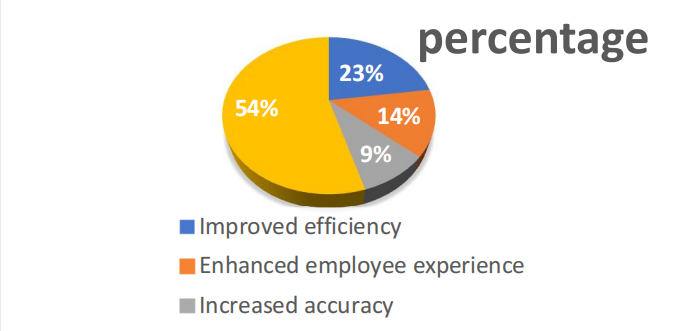 percentage
23%
54%
14%
9%
Improved efficiency
Enhanced employee experience
Increased accuracy